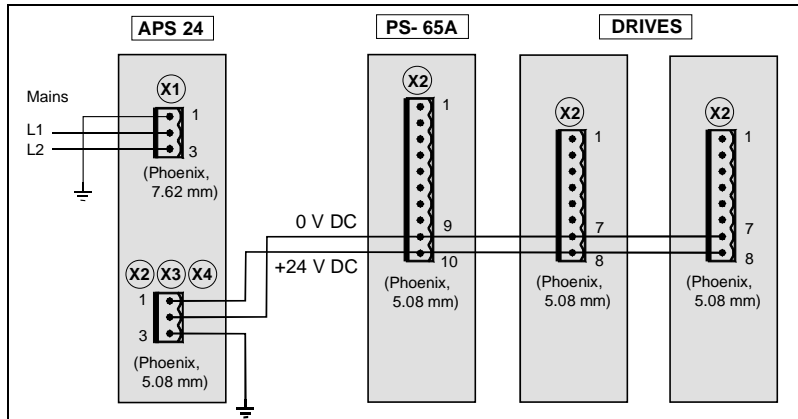 APS 24
PS- 65A
DRIVES
X1
Mains
1
L1
L2
3
(Phoenix,
7.62 mm)
X2 X3 X4
1
3
(Phoenix,
5.08 mm)
0 V DC
+24 V DC
X2
1
9
10
(Phoenix,
5.08 mm)
X2
1
7
8
(Phoenix,
5.08 mm)
X2
1
7
8
(Phoenix,
5.08 mm)